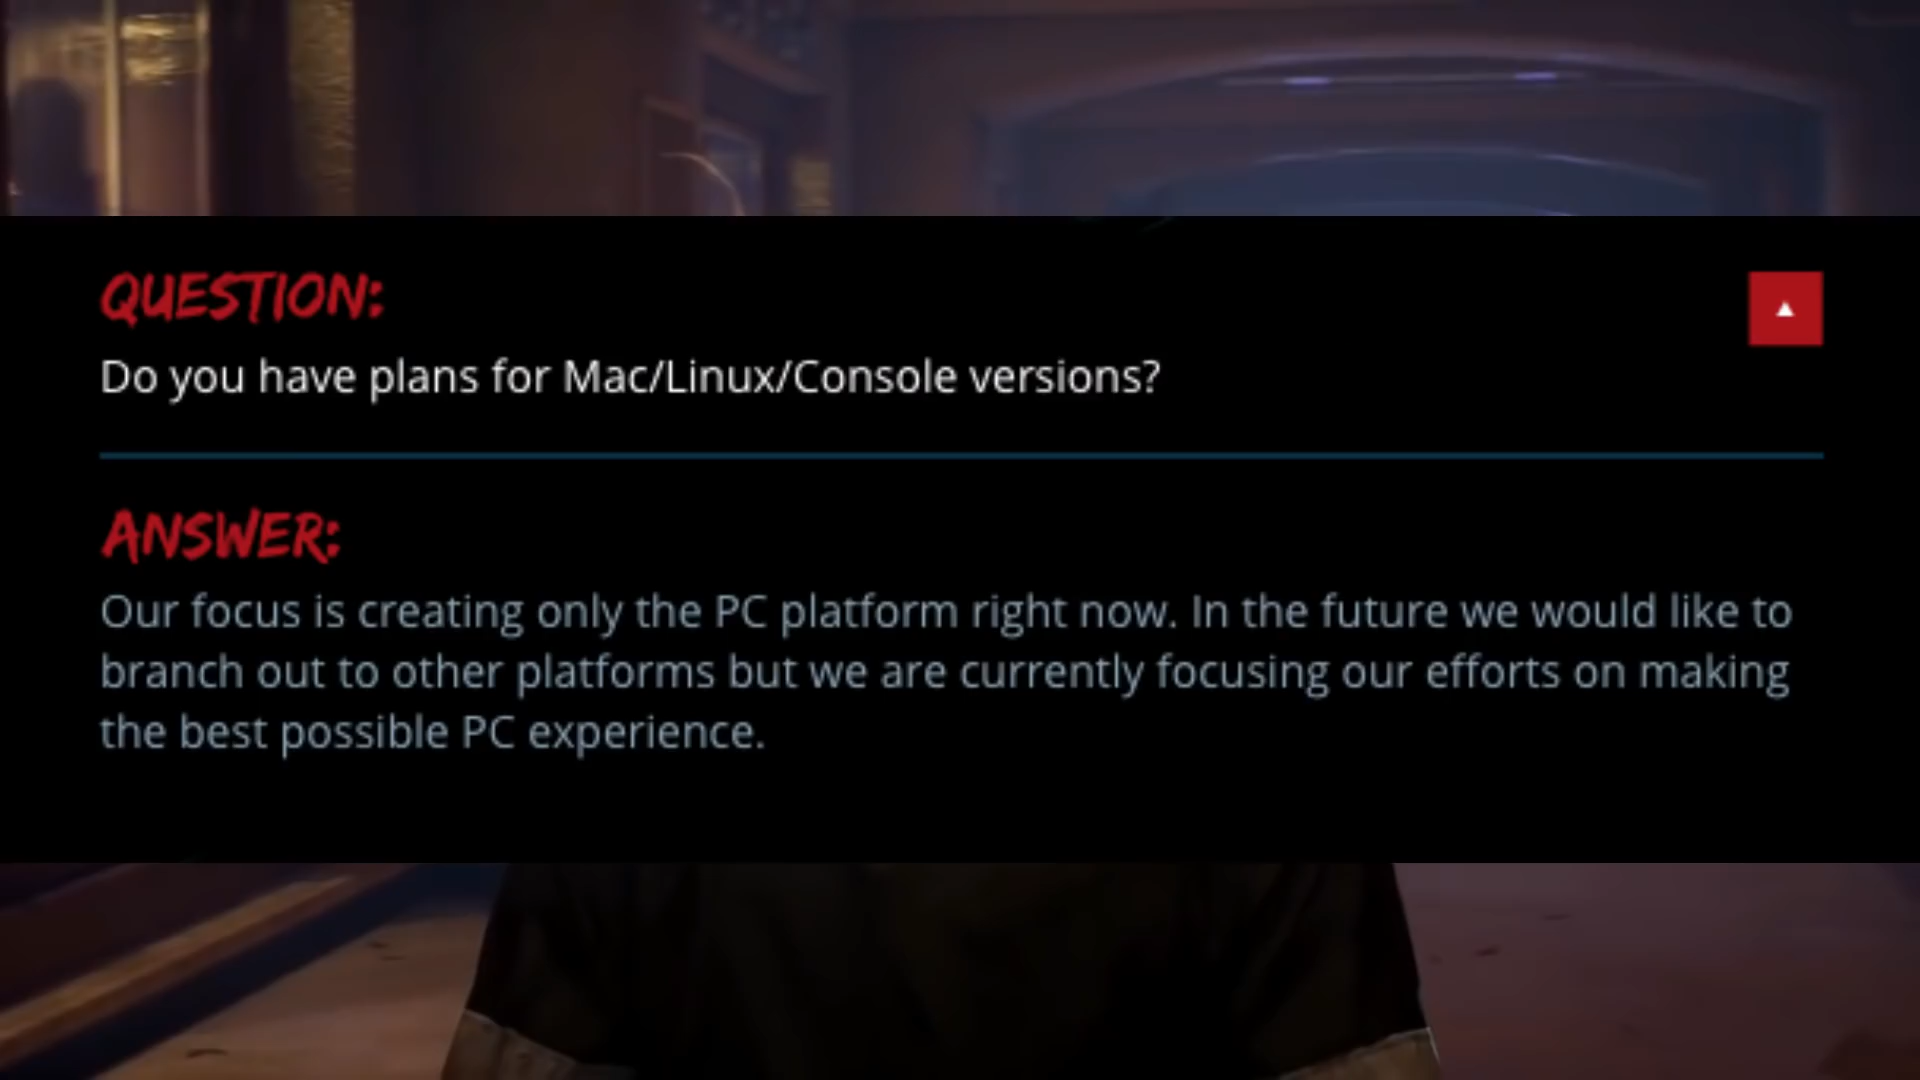 QUESTION:
Do you have plans for Mac/Linux/Console versions?
ANSWER:
Our focus is creating only the PC platform right now. In the future we would like to
branch out to other platforms but we are currently focusing our efforts on making
the best possible PC experience.